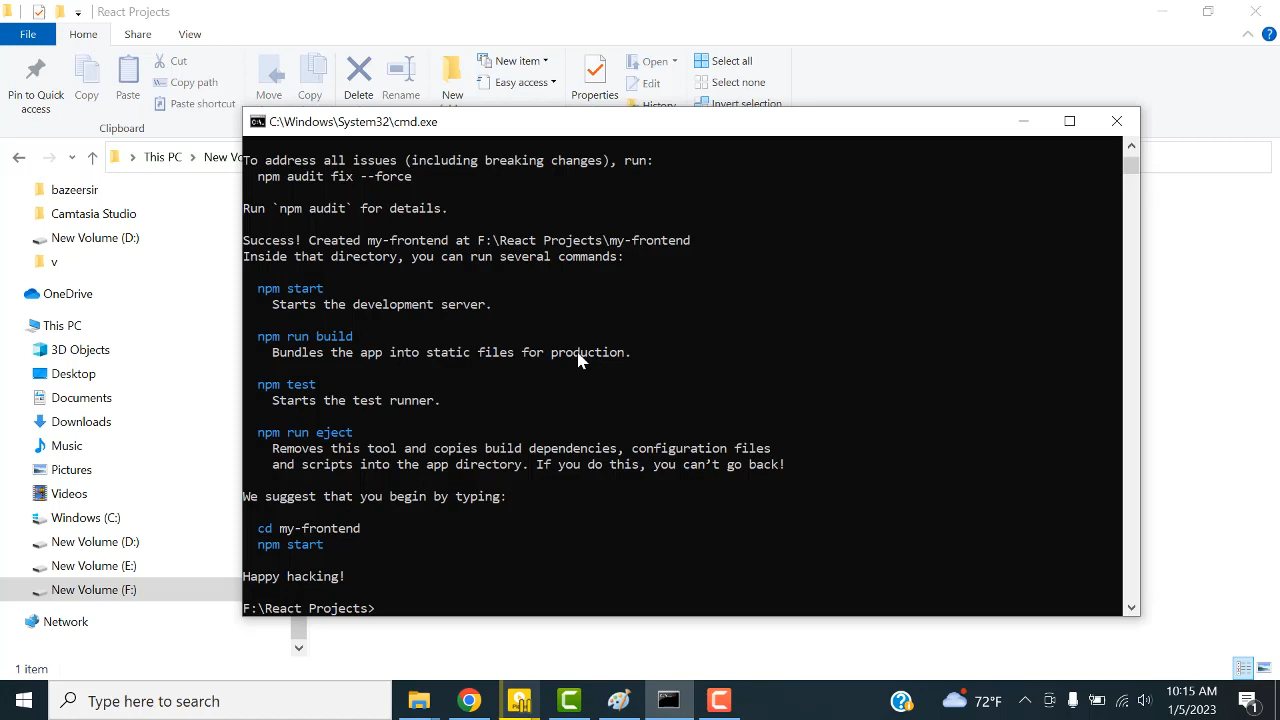 React Projects
File
Home
Share
View
Pin to Quick access
Copy
Paste
Cut
Copy path
Paste shortcut
Clipboard
Move
Copy
Delete
Rename
New
New item
Easy access
Properties
Open
Edit
History
Select all
Select none
Invert selection
This PC
C:\Windows\System32\cmd.exe
To address all issues (including breaking changes), run:
npm audit fix --force
Run `npm audit` for details.
Success! Created my-frontend at F:\React Projects\my-frontend
Inside that directory, you can run several commands:
npm start
Starts the development server.
npm run build
Bundles the app into static files for production.
npm test
Starts the test runner.
npm run eject
Removes this tool and copies build dependencies, configuration files
and scripts into the app directory. If you do this, you can’t go back!
We suggest that you begin by typing:
cd my-frontend
npm start
Happy hacking!
F:\React Projects>
bazeersir
Camtasia Studio
New Volume (D:)
v
OneDrive
This PC
3D Objects
Desktop
Documents
Downloads
Music
Pictures
Videos
Windows (C:)
New Volume (D:)
New Volume (E:)
New Volume (F:)
Network
1 item
Type here to search
72°F
10:15 AM
1/5/2023
1